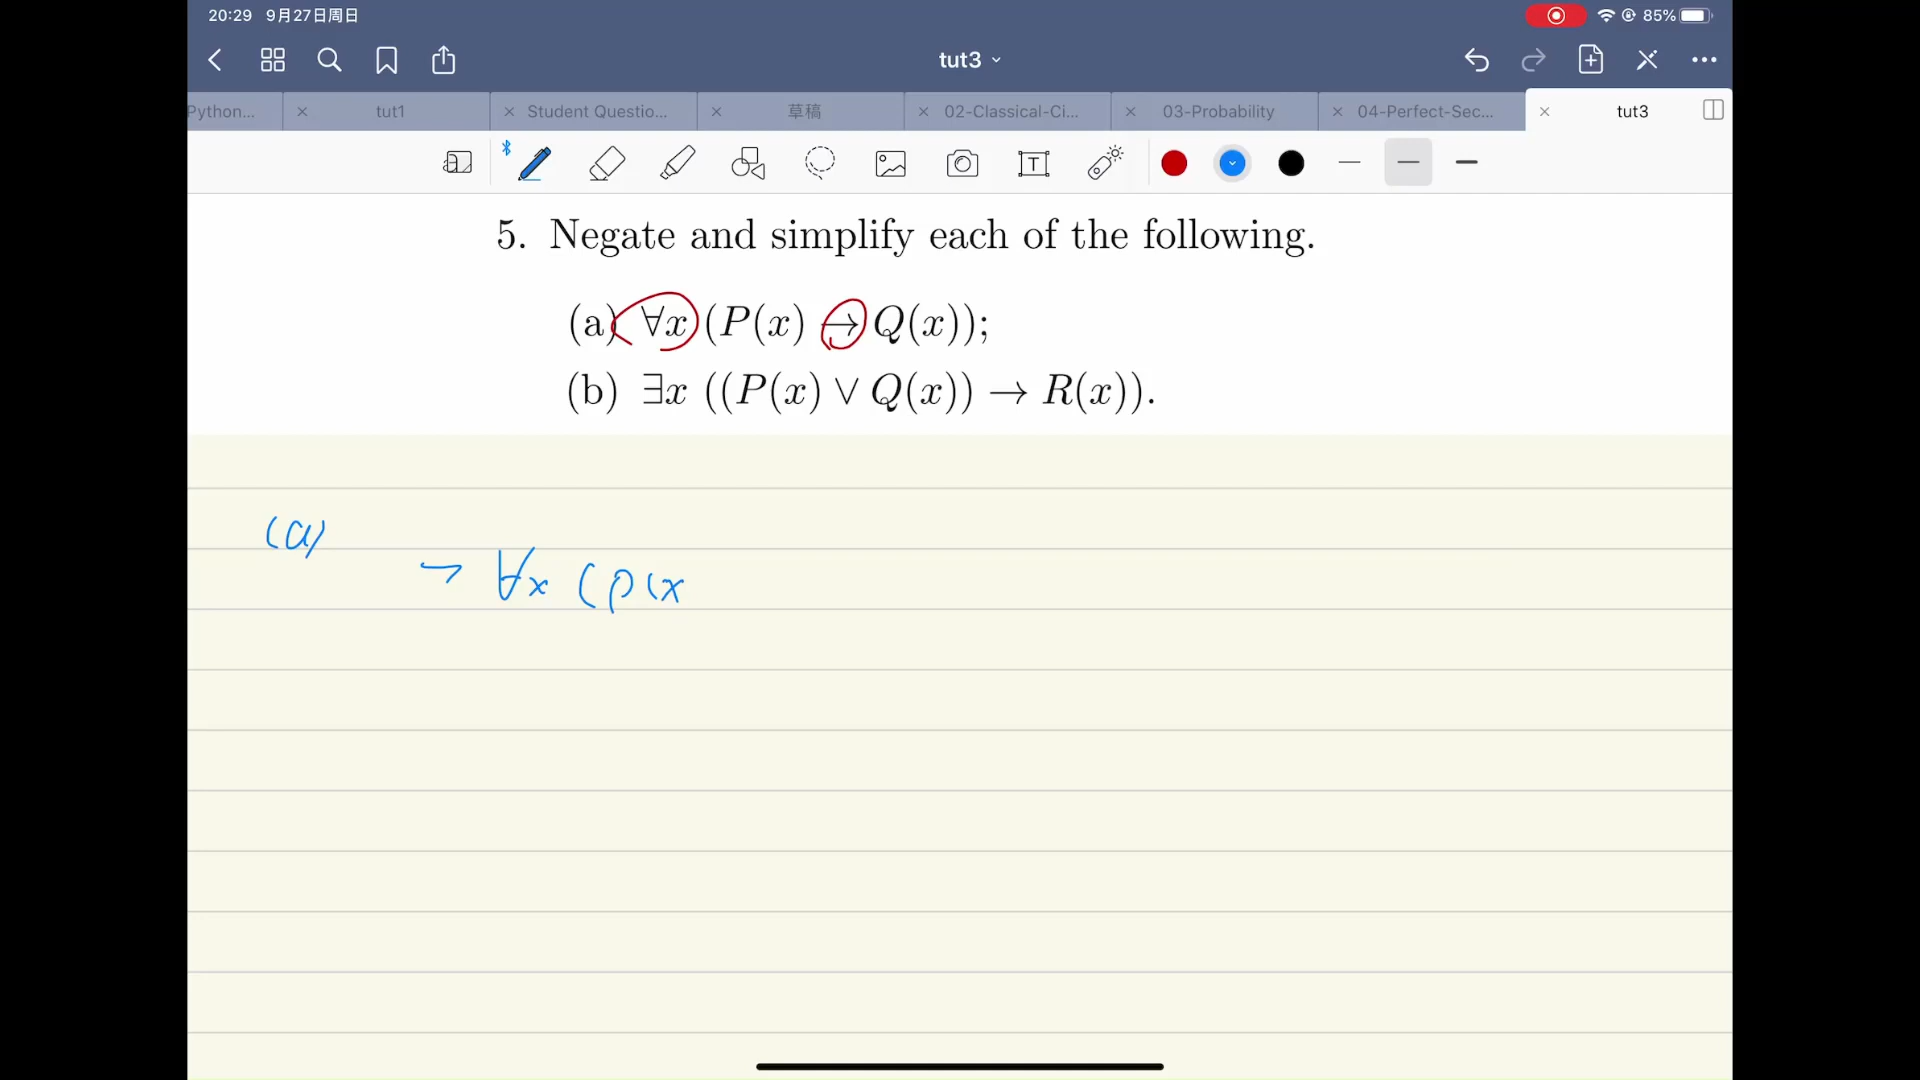 20:29 9月27日周日 85%
tut3
Python... tut1 Student Questio... 草稿 02-Classical-Ci... 03-Probability 04-Perfect-Sec... tut3
5. Negate and simplify each of the following.
(a) ∀x (P(x) → Q(x));
(b) ∃x ((P(x) ∨ Q(x)) → R(x)).
(a)
¬ ∀x (P(x